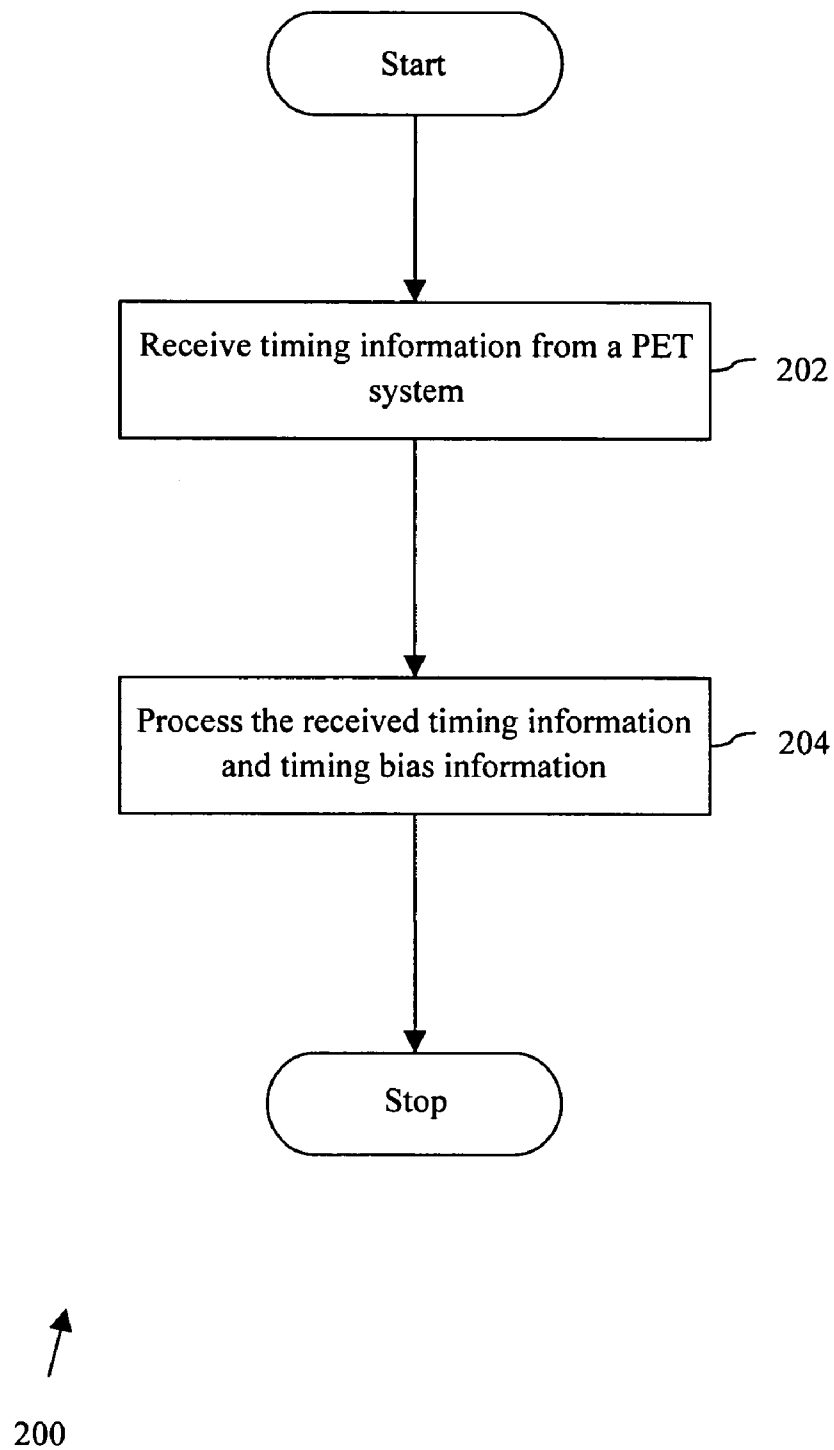 Start
Receive timing information from a PET
system
202
Process the received timing information
and timing bias information
204
Stop
200